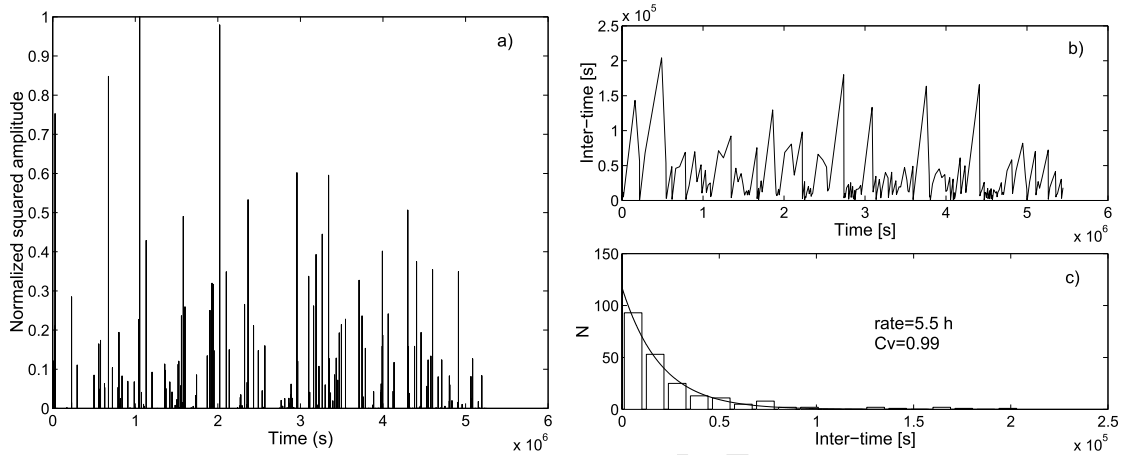 a)
1
0.9
0.8
0.7
0.6
0.5
0.4
0.3
0.2
0.1
0
Normalized squared amplitude
0 1 2 3 4 5 6
Time (s)
x 10^6
x 10^5
b)
2.5
2
1.5
1
0.5
0
Inter−time [s]
0 1 2 3 4 5 6
Time [s]
x 10^6
c)
150
100
50
0
N
rate=5.5 h
Cv=0.99
0 0.5 1 1.5 2 2.5
Inter−time [s]
x 10^5